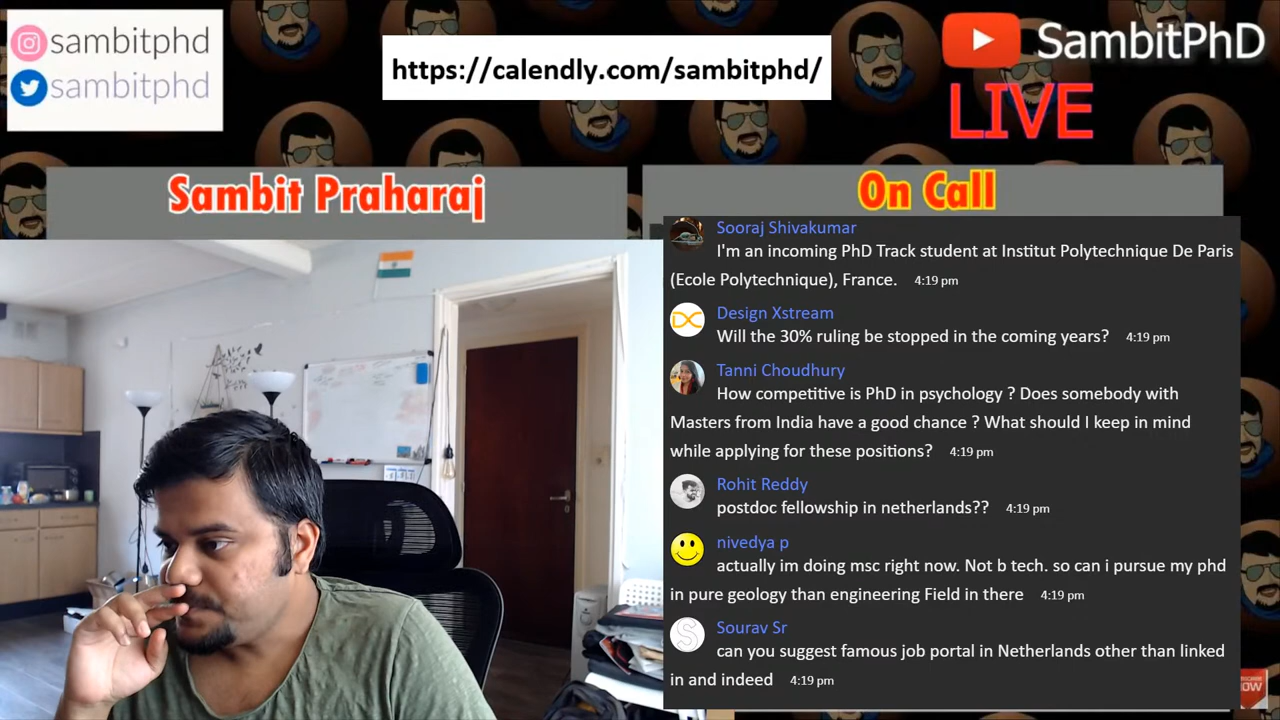 sambitphd
sambitphd
https://calendly.com/sambitphd/
SambitPhD
LIVE
Sambit Praharaj
On Call
Sooraj Shivakumar
I'm an incoming PhD Track student at Institut Polytechnique De Paris
(Ecole Polytechnique), France. 4:19 pm
Design Xstream
Will the 30% ruling be stopped in the coming years? 4:19 pm
Tanni Choudhury
How competitive is PhD in psychology ? Does somebody with
Masters from India have a good chance ? What should I keep in mind
while applying for these positions? 4:19 pm
Rohit Reddy
postdoc fellowship in netherlands?? 4:19 pm
nivedya p
actually im doing msc right now. Not b tech. so can i pursue my phd
in pure geology than engineering Field in there 4:19 pm
Sourav Sr
can you suggest famous job portal in Netherlands other than linked
in and indeed 4:19 pm